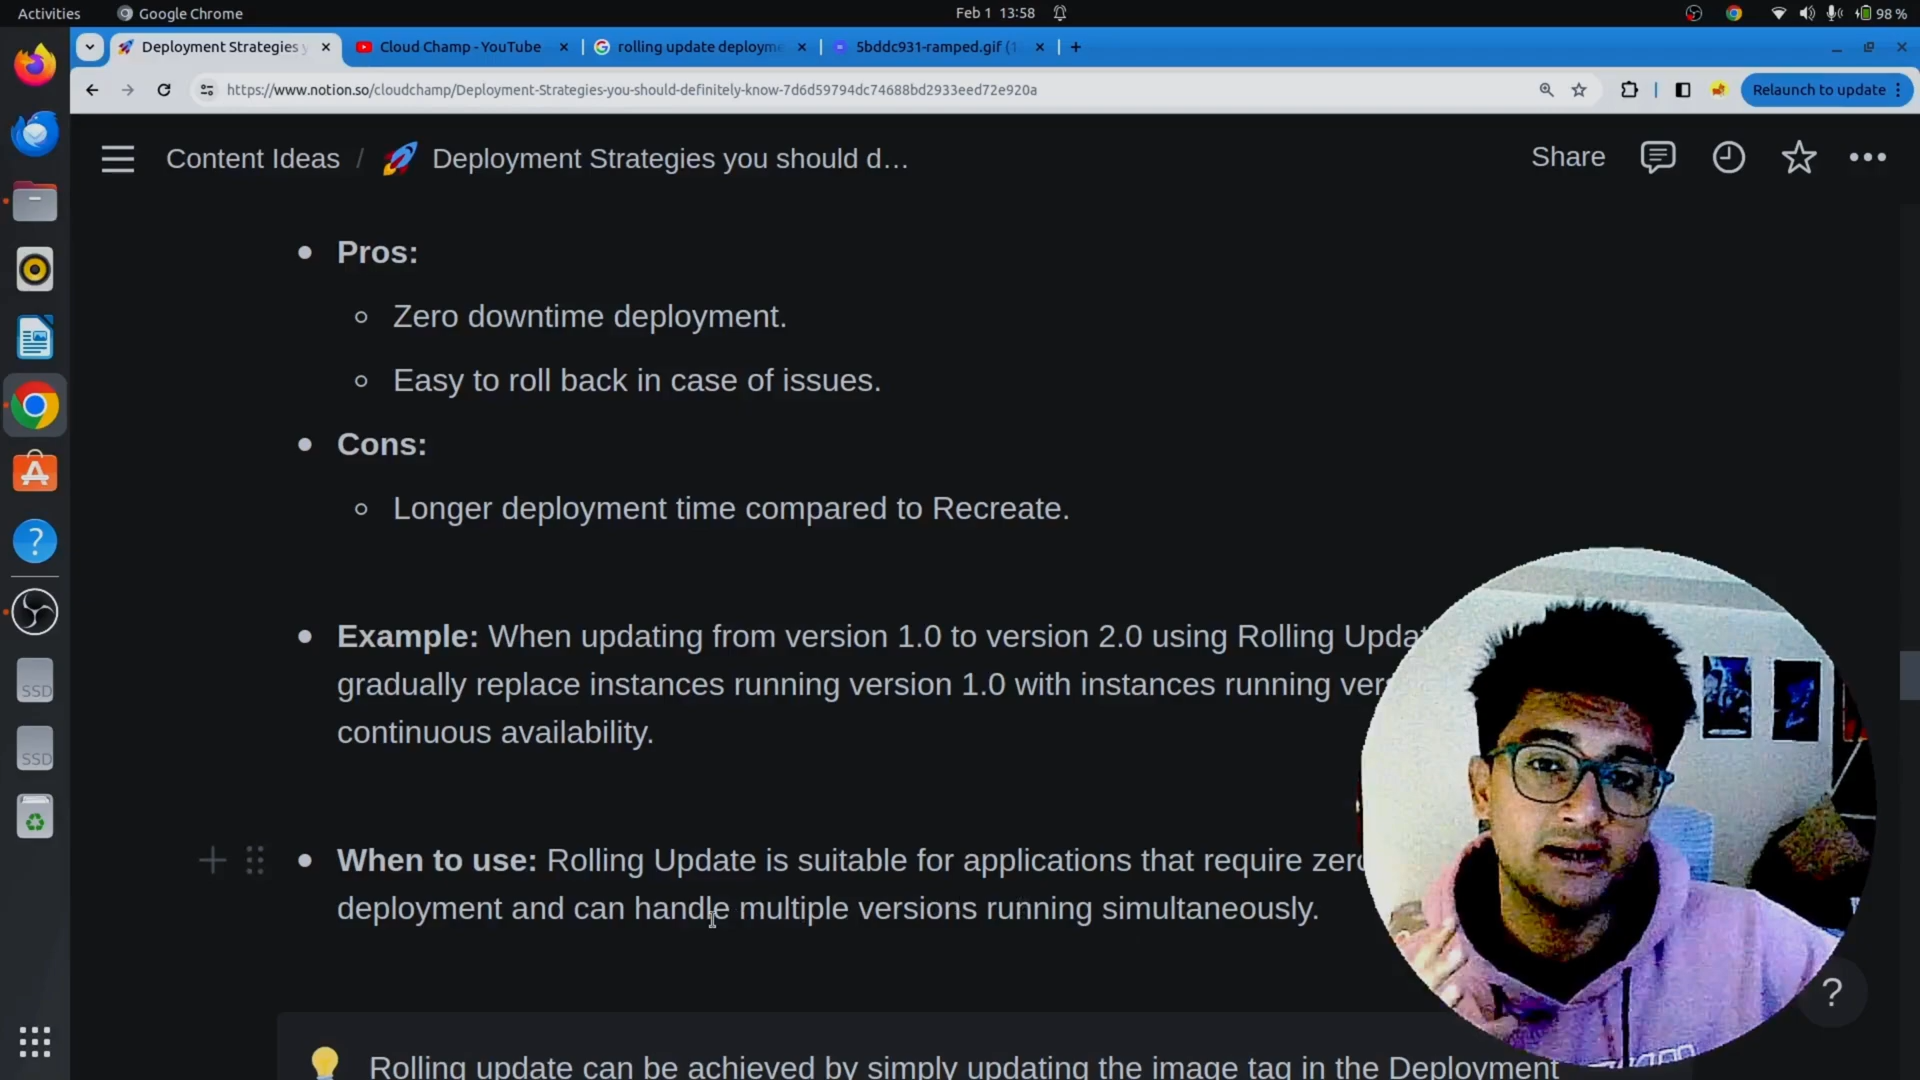 Activities Google Chrome Feb 1 13:58 98 %
Deployment Strategies y Cloud Champ - YouTube rolling update deployme 5bddc931-ramped.gif (1
https://www.notion.so/cloudchamp/Deployment-Strategies-you-should-definitely-know-7d6d59794dc74688bd2933eed72e920a Relaunch to update
Content Ideas / Deployment Strategies you should d… Share
Pros:
Zero downtime deployment.
Easy to roll back in case of issues.
Cons:
Longer deployment time compared to Recreate.
Example: When updating from version 1.0 to version 2.0 using Rolling Updat
gradually replace instances running version 1.0 with instances running ver
continuous availability.
When to use: Rolling Update is suitable for applications that require zero
deployment and can handle multiple versions running simultaneously.
Rolling update can be achieved by simply updating the image tag in the Deployment
SSD
SSD
?